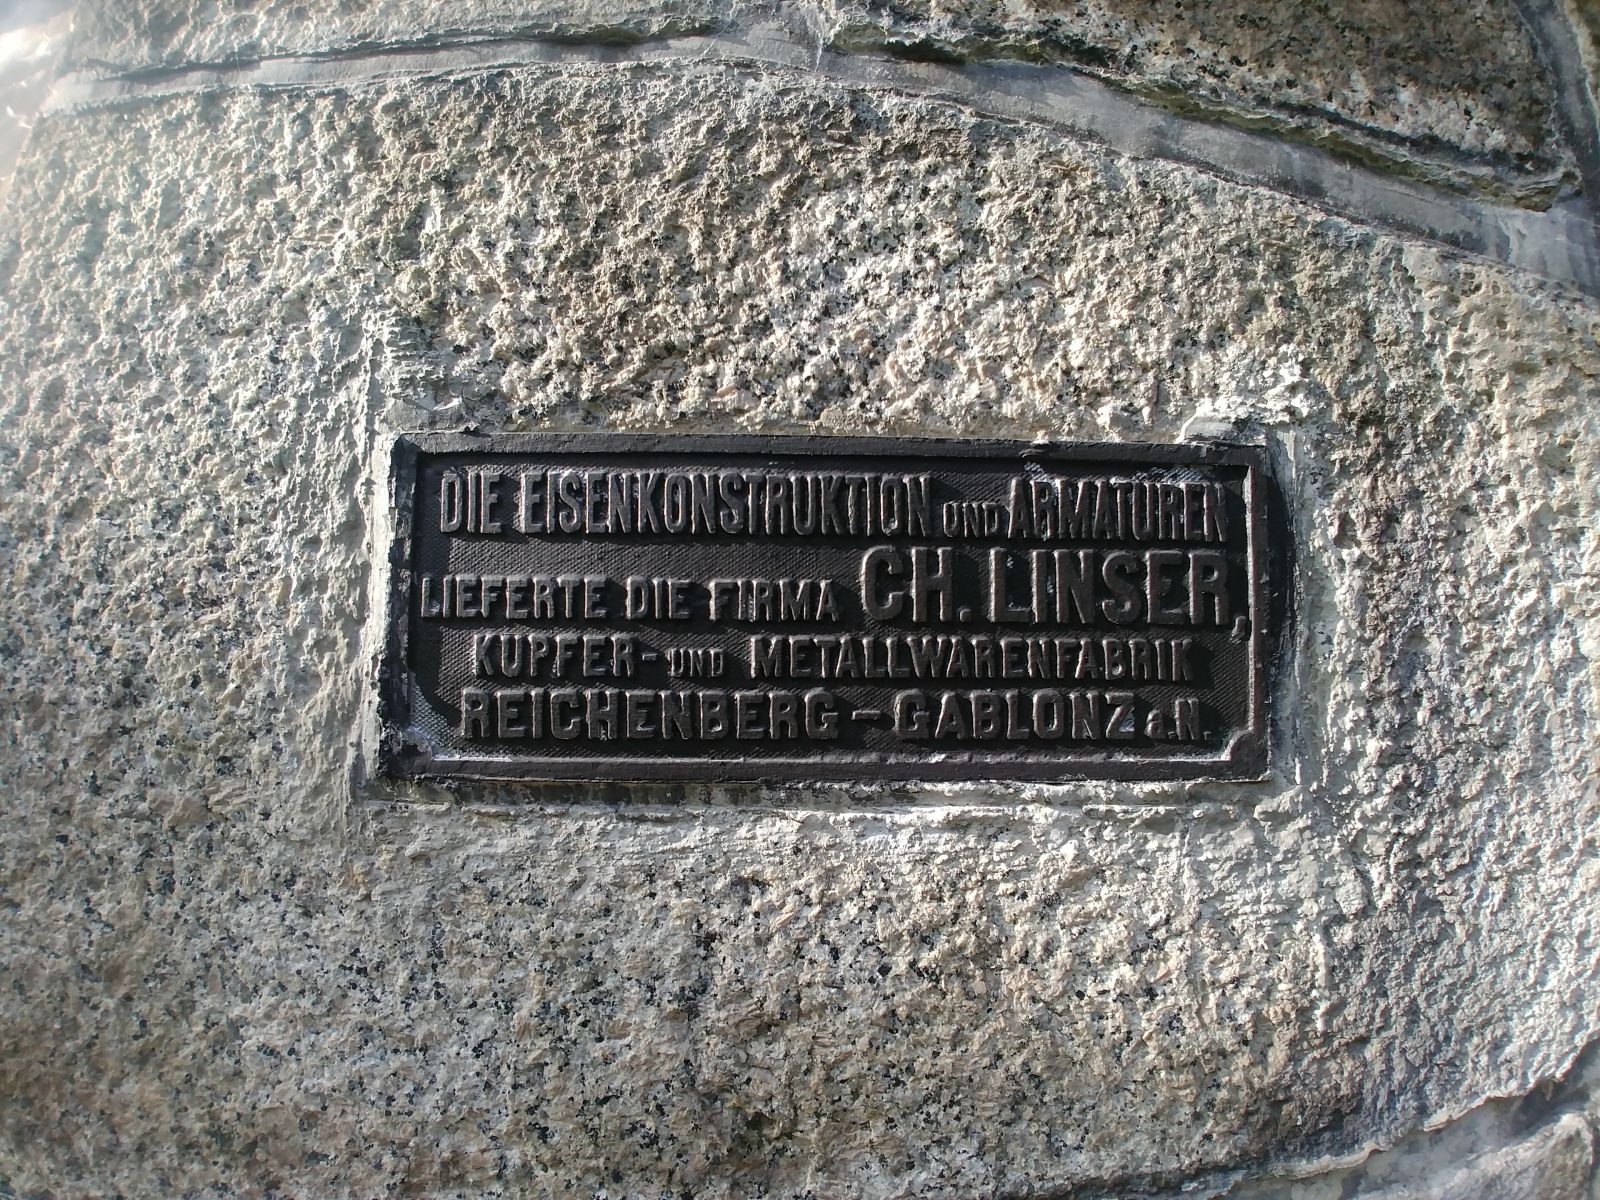 DIE EISENKONSTRUKTION UND ARMATUREN
LIEFERTE DIE FIRMA CH. LINSER,
KUPFER- UND METALLWARENFABRIK
REICHENBERG - GABLONZ a.N.